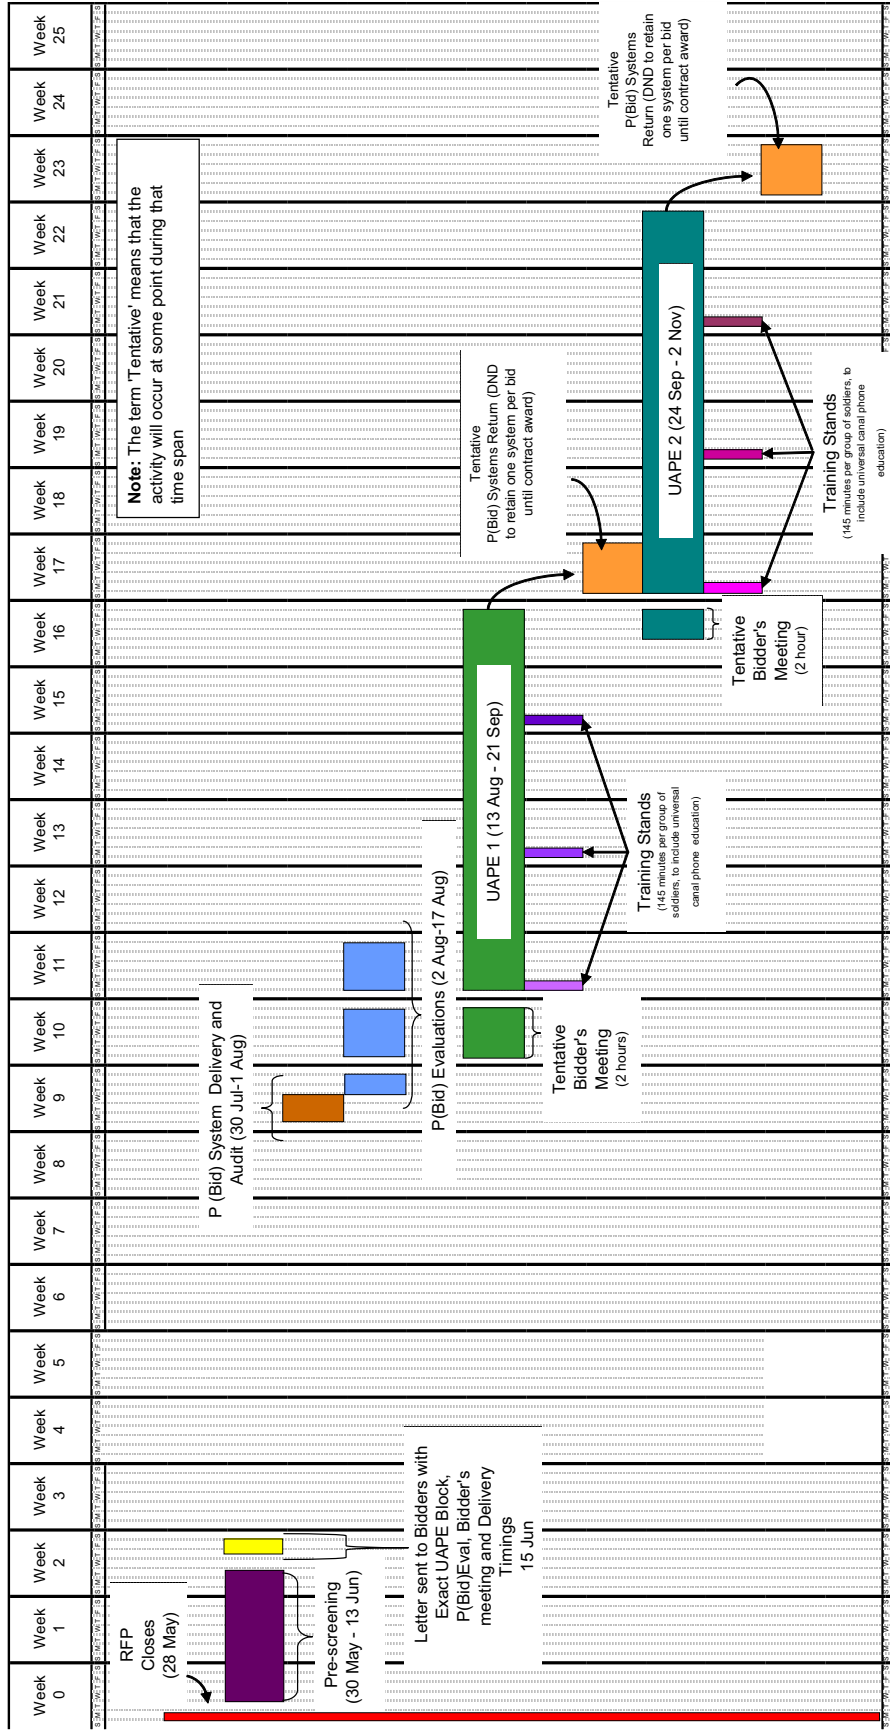 Week
0
Week
1
Week
2
Week
3
Week
4
Week
5
Week
6
Week
7
Week
8
Week
9
Week
10
Week
11
Week
12
Week
13
Week
14
Week
15
Week
16
Week
17
Week
18
Week
19
Week
20
Week
21
Week
22
Week
23
Week
24
Week
25
S M T W T F S
RFP
Closes
(28 May)
Pre-screening
(30 May - 13 Jun)
Letter sent to Bidders with
Exact UAPE Block,
P(Bid)Eval, Bidder's
meeting and Delivery
Timings
15 Jun
P (Bid) System Delivery and
Audit (30 Jul-1 Aug)
P(Bid) Evaluations (2 Aug-17 Aug)
Tentative
Bidder's
Meeting
(2 hours)
UAPE 1 (13 Aug - 21 Sep)
Training Stands
(145 minutes per group of
soldiers, to include universal
canal phone education)
Note: The term 'Tentative' means that the
activity will occur at some point during that
time span
Tentative
P(Bid) Systems Return (DND
to retain one system per bid
until contract award)
Tentative
Bidder's
Meeting
(2 hour)
UAPE 2 (24 Sep - 2 Nov)
Training Stands
(145 minutes per group of soldiers, to
include universal canal phone
education)
Tentative
P(Bid) Systems
Return (DND to retain
one system per bid
until contract award)